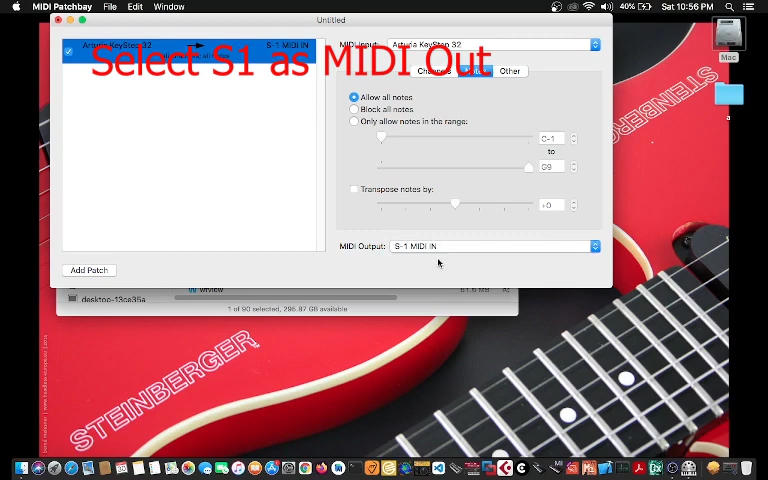 MIDI Patchbay File Edit Window
40% Sat 10:56 PM
Untitled
Arturia KeyStep 32 S-1 MIDI IN
MIDI Input: Arturia KeyStep 32
Select S1 as MIDI Out
Other
Allow all notes
Block all notes
Only allow notes in the range:
C-1
to
G9
Transpose notes by:
+0
MIDI Output: S-1 MIDI IN
Add Patch
desktoo-13ce35a
1 of 90 selected, 295.87 GB available
Mac
a
STEINBERGER
STEINBERGER